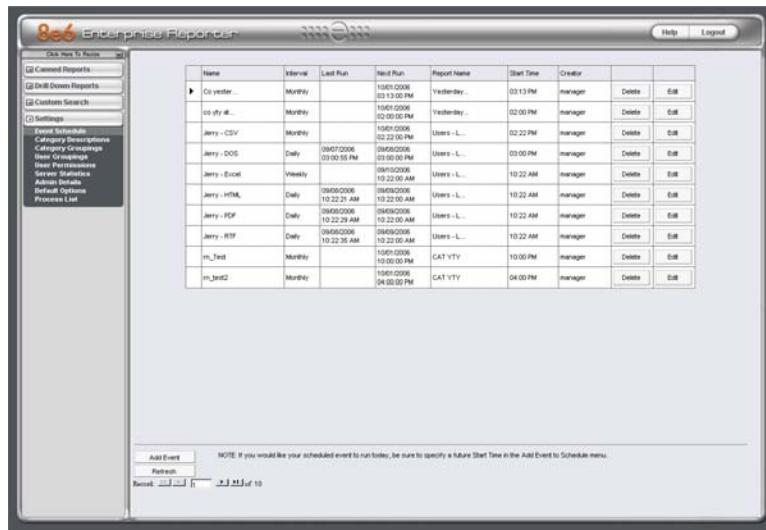 8e6 Enterprise Reporter
Help Logout
Click Here To Resize
Canned Reports
Drill Down Reports
Custom Search
Settings
Event Schedule
Category Descriptions
Category Groupings
User Groupings
User Permissions
Server Statistics
Admin Details
Default Options
Process List
Name Interval Last Run Next Run Report Name Start Time Creator
Co yester... Monthly 10/01/2006 03:13:00 PM Yesterday... 03:13 PM manager Delete Edit
co yty all... Monthly 10/01/2006 02:00:00 PM Yesterday... 02:00 PM manager Delete Edit
Jerry - CSV Monthly 10/01/2006 02:22:00 PM Users - L... 02:22 PM manager Delete Edit
Jerry - DOS Daily 09/07/2006 03:00:55 PM 09/08/2006 03:00:00 PM Users - L... 03:00 PM manager Delete Edit
Jerry - Excel Weekly 09/10/2006 10:22:00 AM Users - L... 10:22 AM manager Delete Edit
Jerry - HTML Daily 09/08/2006 10:22:21 AM 09/09/2006 10:22:00 AM Users - L... 10:22 AM manager Delete Edit
Jerry - PDF Daily 09/08/2006 10:22:29 AM 09/09/2006 10:22:00 AM Users - L... 10:22 AM manager Delete Edit
Jerry - RTF Daily 09/08/2006 10:22:35 AM 09/09/2006 10:22:00 AM Users - L... 10:22 AM manager Delete Edit
rn_Test Monthly 10/01/2006 10:00:00 PM CAT YTY 10:00 PM manager Delete Edit
rn_test2 Monthly 10/01/2006 04:00:00 PM CAT YTY 04:00 PM manager Delete Edit
Add Event
NOTE: If you would like your scheduled event to run today, be sure to specify a future Start Time in the Add Event to Schedule menu.
Refresh
Record: 1 of 10